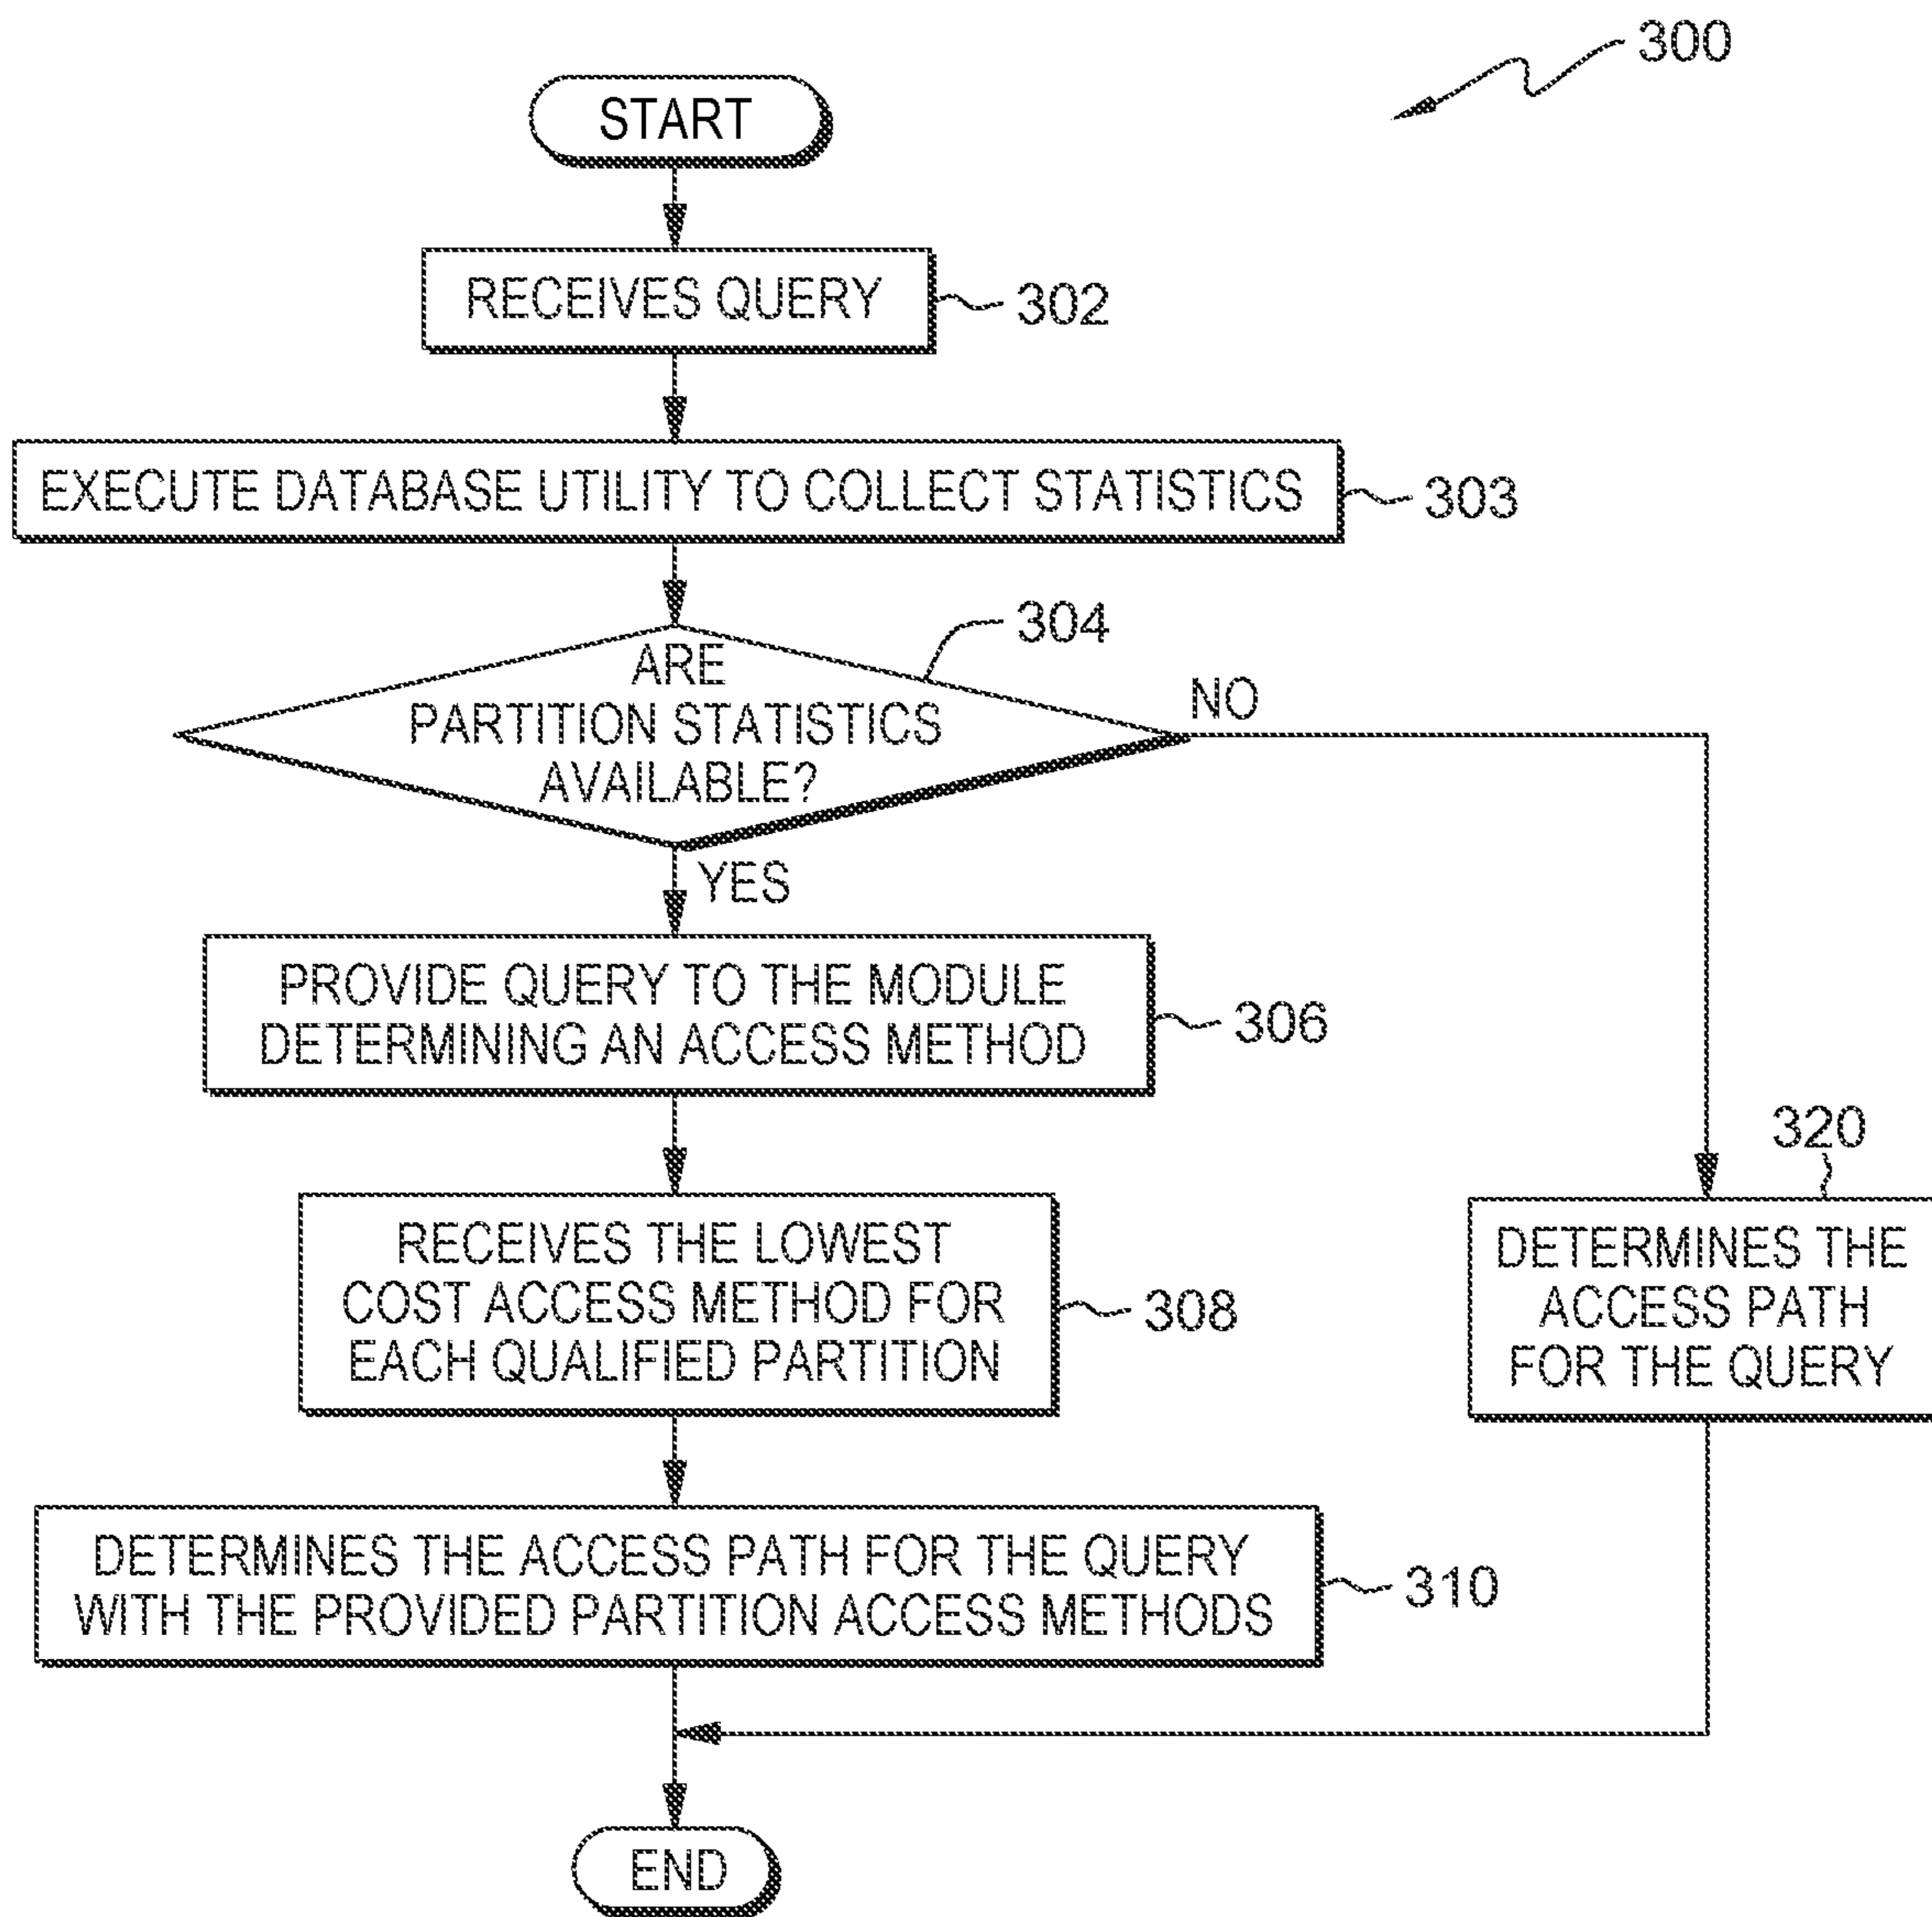 300
START
RECEIVES QUERY
302
EXECUTE DATABASE UTILITY TO COLLECT STATISTICS
303
304
ARE
PARTITION STATISTICS
AVAILABLE?
NO
YES
PROVIDE QUERY TO THE MODULE
DETERMINING AN ACCESS METHOD
306
RECEIVES THE LOWEST
COST ACCESS METHOD FOR
EACH QUALIFIED PARTITION
308
320
DETERMINES THE
ACCESS PATH
FOR THE QUERY
DETERMINES THE ACCESS PATH FOR THE QUERY
WITH THE PROVIDED PARTITION ACCESS METHODS
310
END